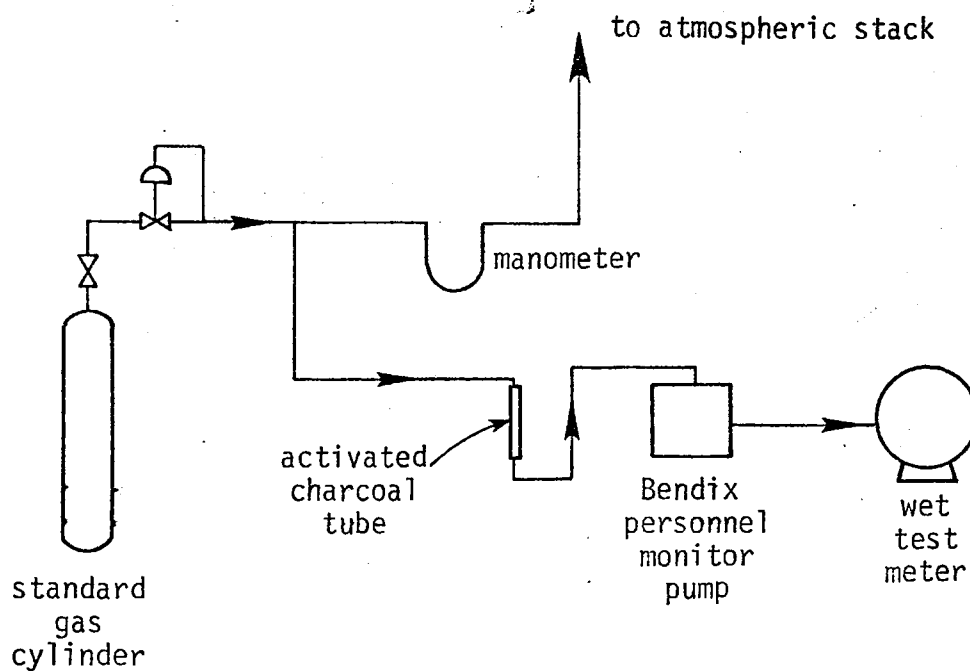 to atmospheric stack
manometer
activated
charcoal
tube
Bendix
personnel
monitor
pump
wet
test
meter
standard
gas
cylinder